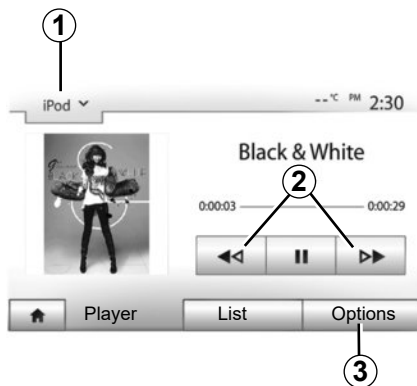 1
iPod
--°C PM 2:30
Black & White
2
0:00:03 0:00:29
Player List Options
3